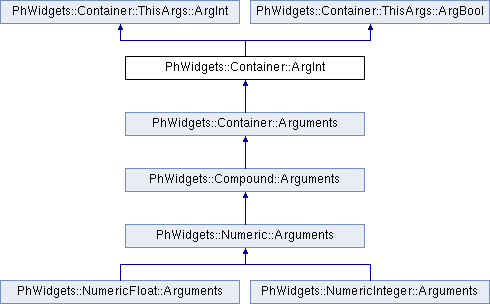 PhWidgets::Container::ThisArgs::ArgInt
PhWidgets::Container::ThisArgs::ArgBool
PhWidgets::Container::ArgInt
PhWidgets::Container::Arguments
PhWidgets::Compound::Arguments
PhWidgets::Numeric::Arguments
PhWidgets::NumericFloat::Arguments
PhWidgets::NumericInteger::Arguments